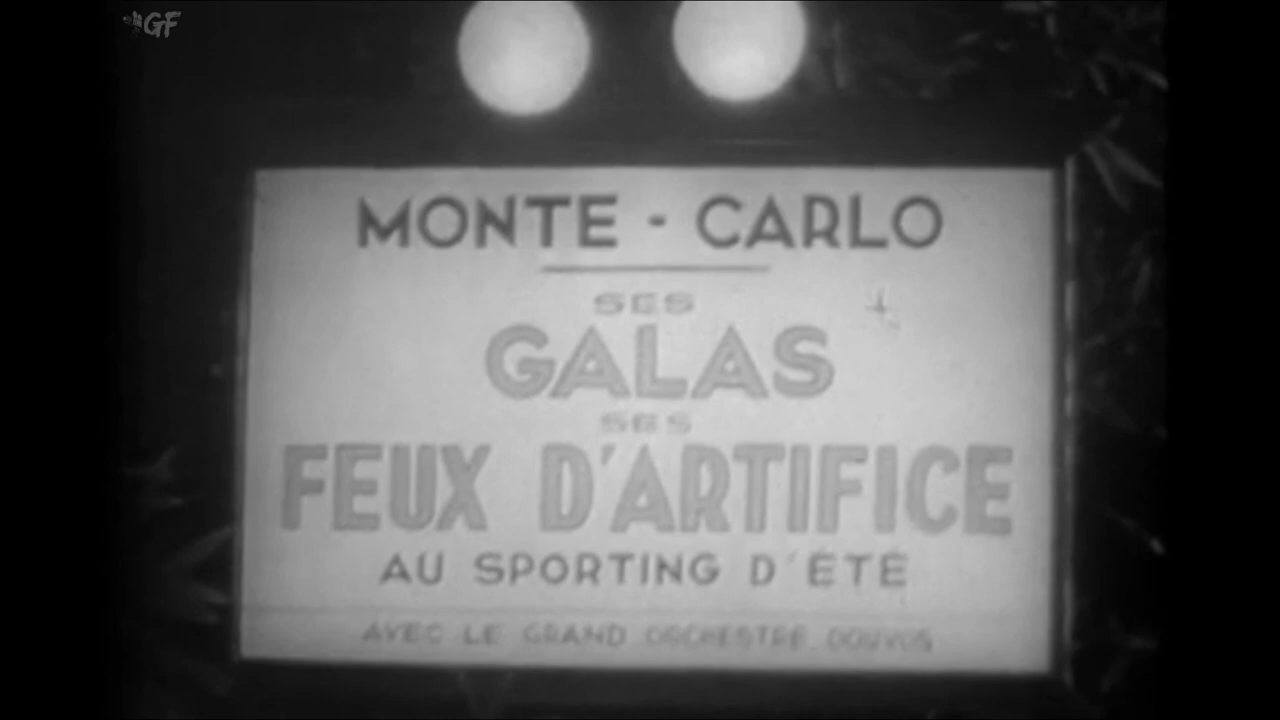 GF
MONTE - CARLO
SES
GALAS
SES
FEUX D'ARTIFICE
AU SPORTING D'ÉTÉ
AVEC LE GRAND ORCHESTRE